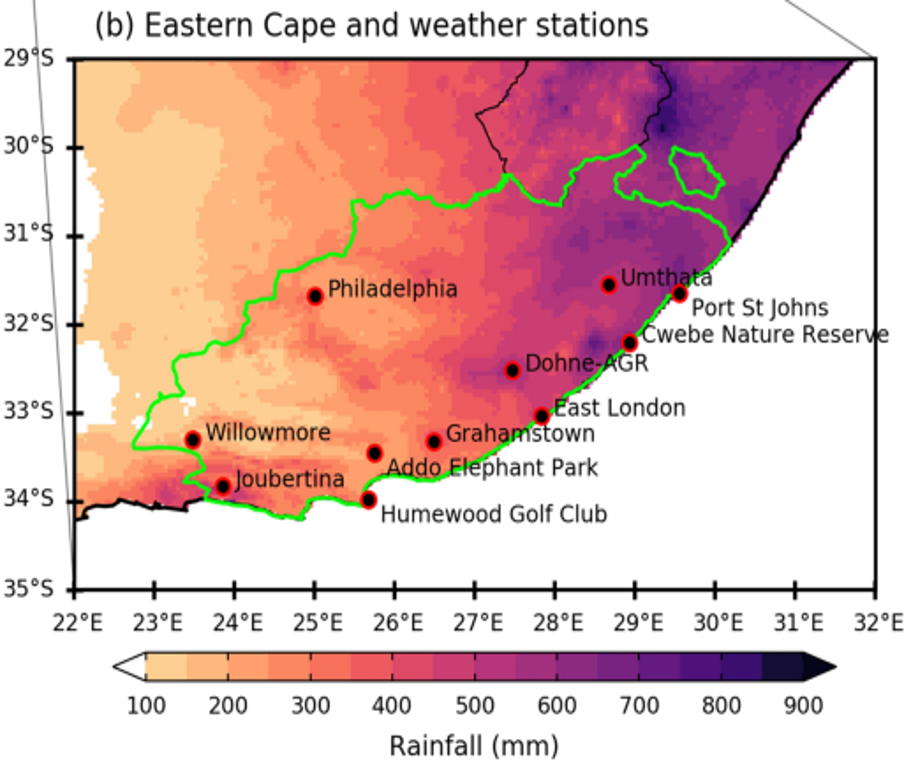 (b) Eastern Cape and weather stations
29°S
30°S
31°S
32°S
33°S
34°S
35°S
Umthata
Philadelphia
Port St Johns
Cwebe Nature Reserve
Dohne-AGR
East London
Willowmore
Grahamstown
Addo Elephant Park
Joubertina
Humewood Golf Club
22°E 23°E 24°E 25°E 26°E 27°E 28°E 29°E 30°E 31°E 32°E
100 200 300 400 500 600 700 800 900
Rainfall (mm)